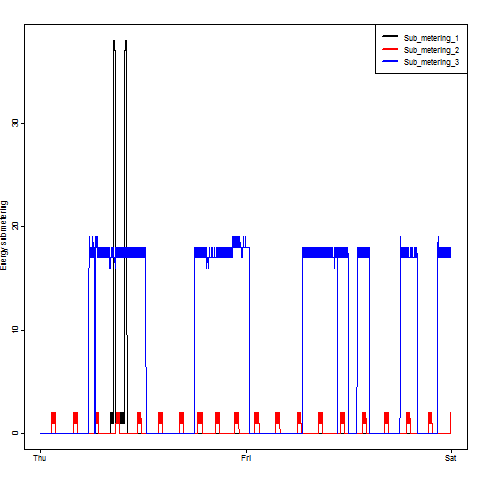 Sub_metering_1
Sub_metering_2
Sub_metering_3
Energy sub metering
30
20
10
0
Thu
Fri
Sat